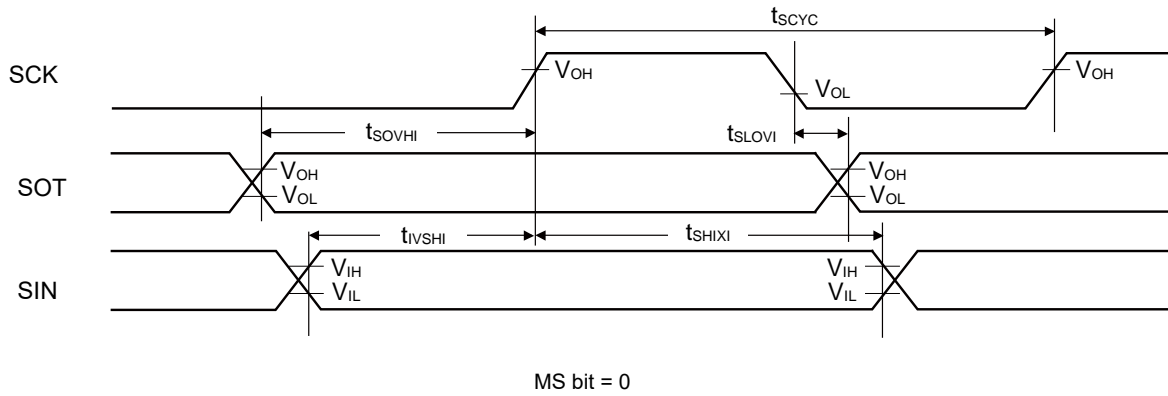 tSCYC
SCK
VOH
VOL
VOH
tSOVHI
tSLOVI
SOT
VOH
VOL
VOH
VOL
tIVSHI
tSHIXI
SIN
VIH
VIL
VIH
VIL
MS bit = 0